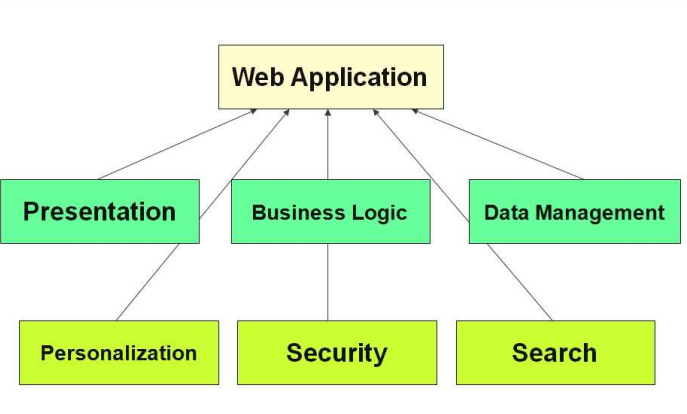 Web Application
Presentation
Business Logic
Data Management
Personalization
Security
Search